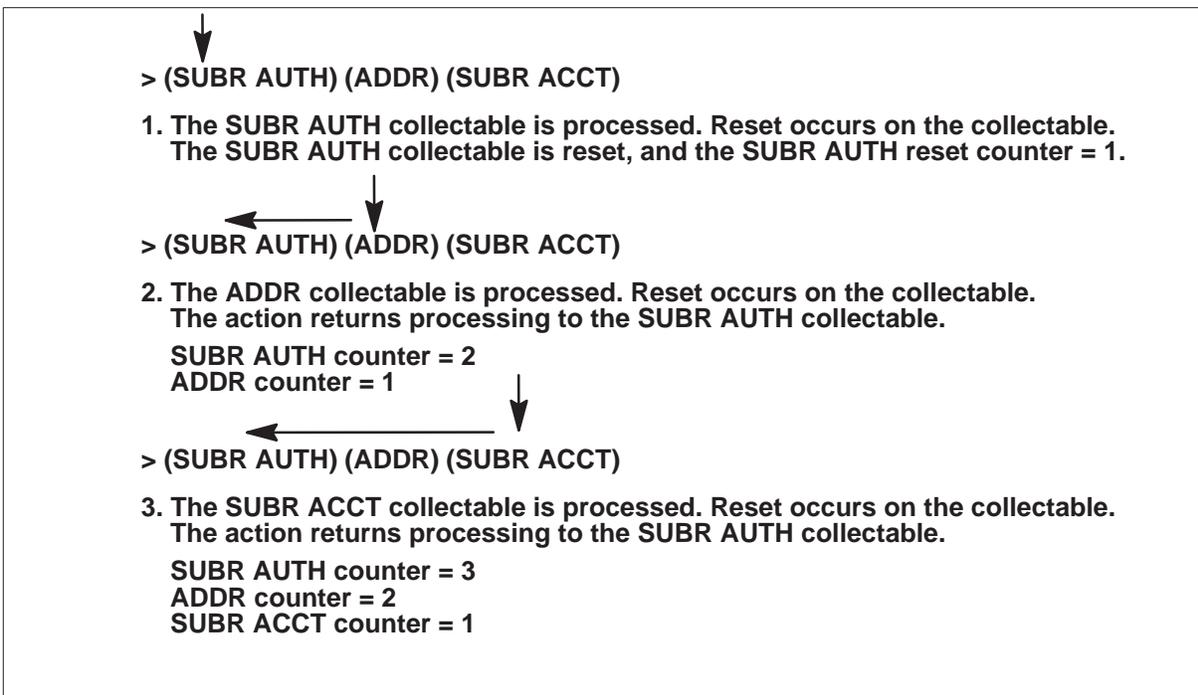 > (SUBR AUTH) (ADDR) (SUBR ACCT)
1. The SUBR AUTH collectable is processed. Reset occurs on the collectable.
The SUBR AUTH collectable is reset, and the SUBR AUTH reset counter = 1.
> (SUBR AUTH) (ADDR) (SUBR ACCT)
2. The ADDR collectable is processed. Reset occurs on the collectable.
The action returns processing to the SUBR AUTH collectable.
SUBR AUTH counter = 2
ADDR counter = 1
> (SUBR AUTH) (ADDR) (SUBR ACCT)
3. The SUBR ACCT collectable is processed. Reset occurs on the collectable.
The action returns processing to the SUBR AUTH collectable.
SUBR AUTH counter = 3
ADDR counter = 2
SUBR ACCT counter = 1